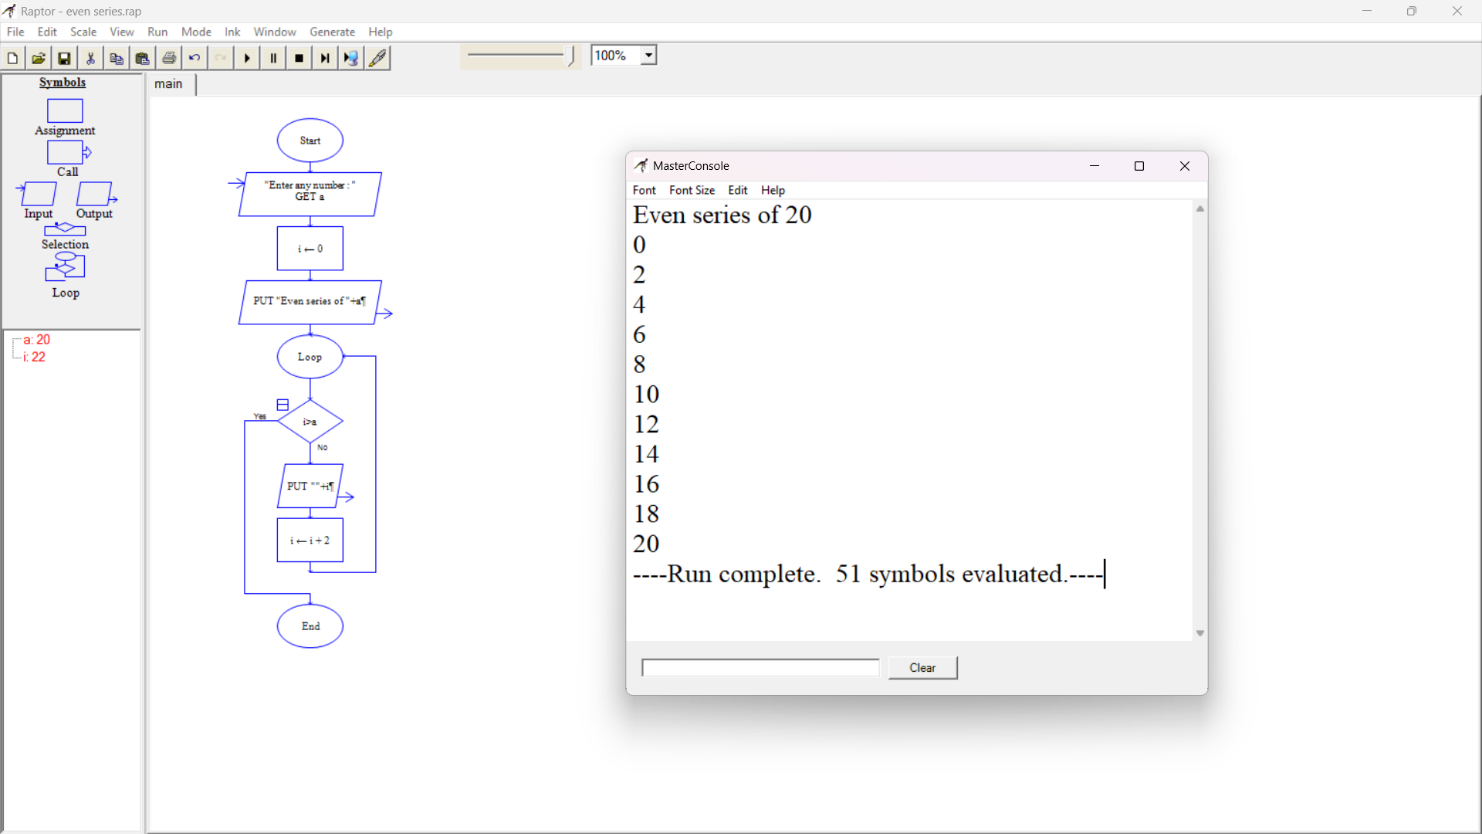 Raptor - even series.rap
File Edit Scale View Run Mode Ink Window Generate Help
100%
Symbols
Assignment
Call
Input Output
Selection
Loop
a: 20
i: 22
main
Start
"Enter any number : "
GET a
i ← 0
PUT "Even series of "+a¶
Loop
Yes
i>a
No
PUT ""+i¶
i ← i + 2
End
MasterConsole
Font Font Size Edit Help
Even series of 20
0
2
4
6
8
10
12
14
16
18
20
----Run complete.  51 symbols evaluated.----
Clear